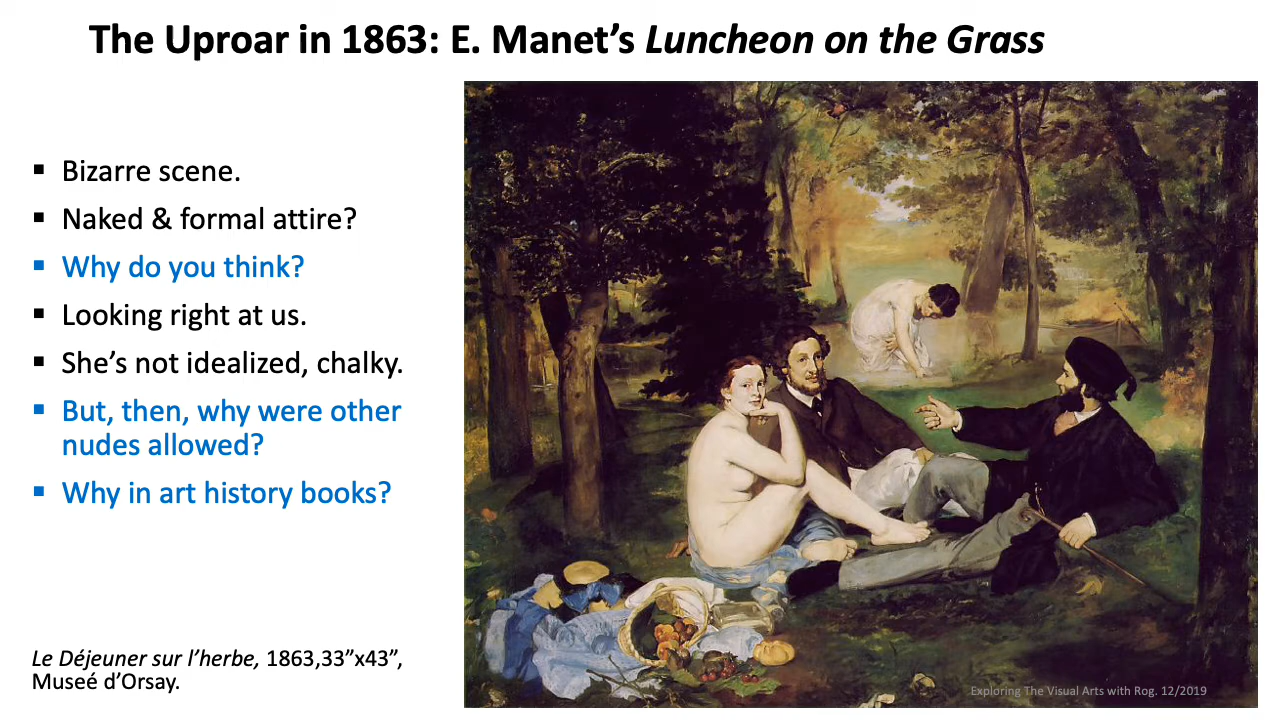 The Uproar in 1863: E. Manet’s Luncheon on the Grass
▪ Bizarre scene.
▪ Naked & formal attire?
▪ Why do you think?
▪ Looking right at us.
▪ She’s not idealized, chalky.
▪ But, then, why were other
nudes allowed?
▪ Why in art history books?
Le Déjeuner sur l’herbe, 1863,33”x43”,
Museé d’Orsay.
Exploring The Visual Arts with Rog. 12/2019